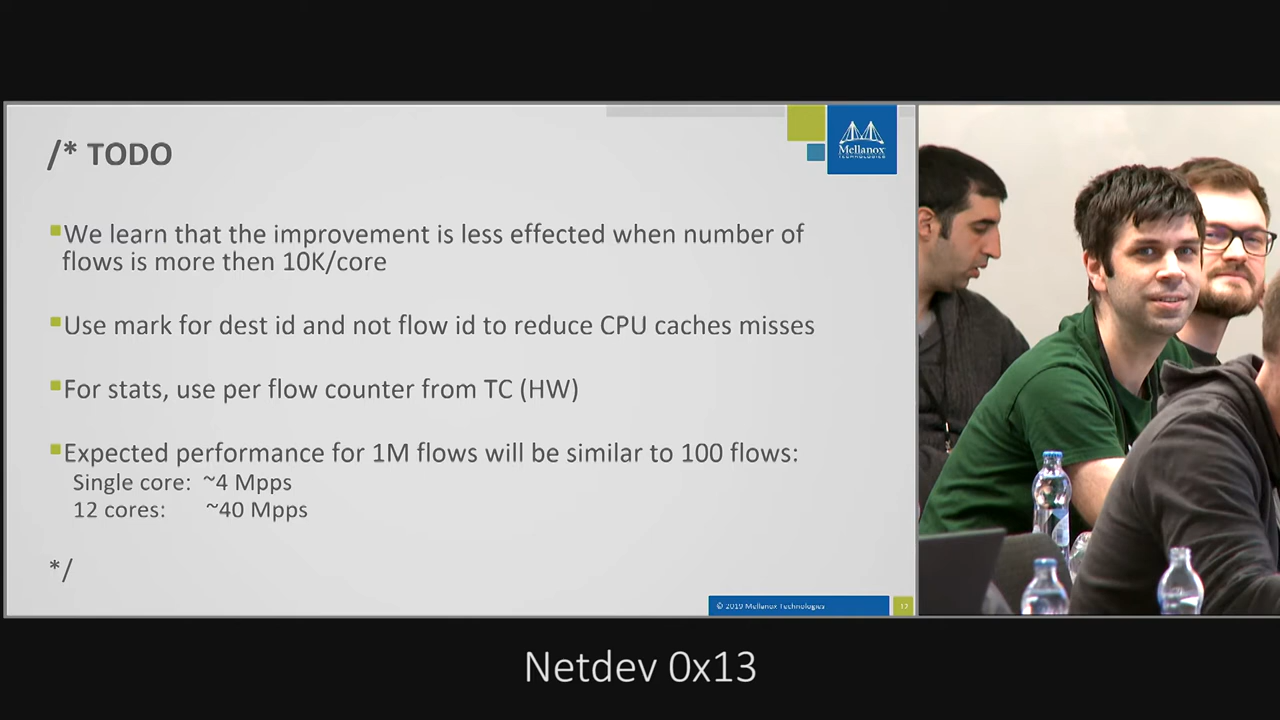 /* TODO
Mellanox
TECHNOLOGIES
▪We learn that the improvement is less effected when number of
flows is more then 10K/core
▪Use mark for dest id and not flow id to reduce CPU caches misses
▪For stats, use per flow counter from TC (HW)
▪Expected performance for 1M flows will be similar to 100 flows:
Single core: ~4 Mpps
12 cores: ~40 Mpps
*/
© 2019 Mellanox Technologies
Netdev 0x13